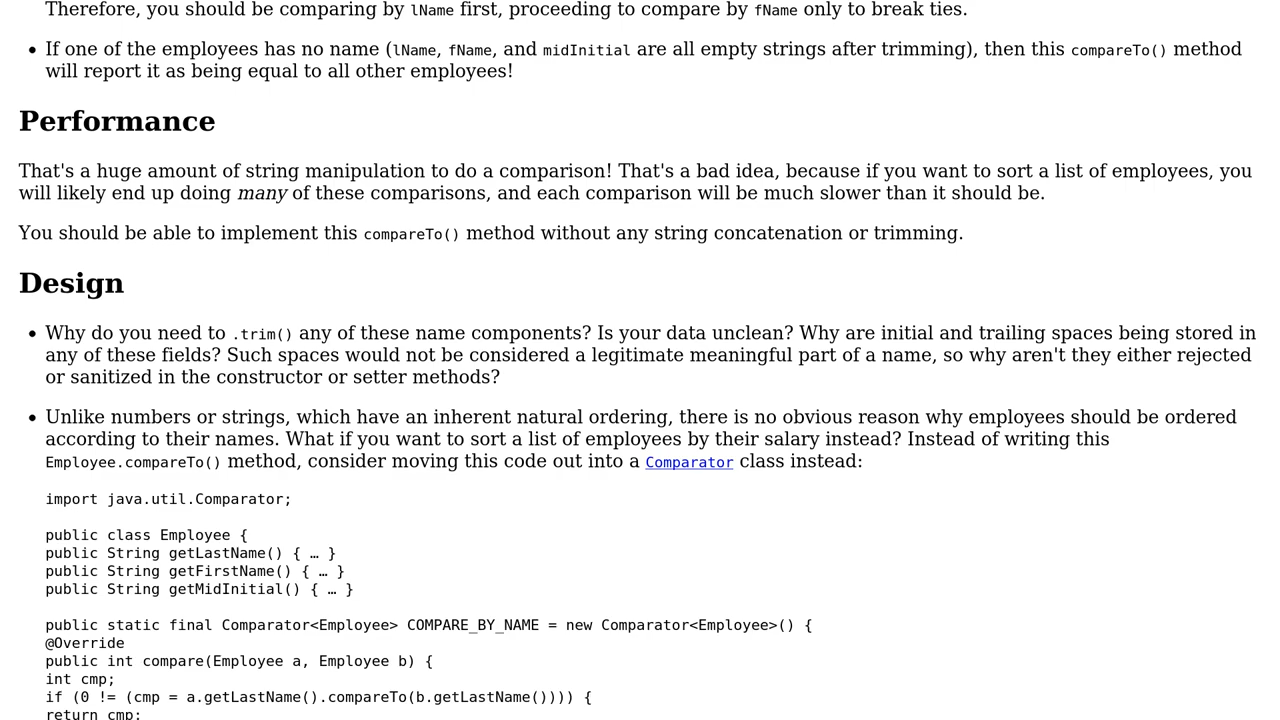 Therefore, you should be comparing by lName first, proceeding to compare by fName only to break ties.
• If one of the employees has no name (lName, fName, and midInitial are all empty strings after trimming), then this compareTo() method
will report it as being equal to all other employees!
Performance
That's a huge amount of string manipulation to do a comparison! That's a bad idea, because if you want to sort a list of employees, you
will likely end up doing many of these comparisons, and each comparison will be much slower than it should be.
You should be able to implement this compareTo() method without any string concatenation or trimming.
Design
• Why do you need to .trim() any of these name components? Is your data unclean? Why are initial and trailing spaces being stored in
any of these fields? Such spaces would not be considered a legitimate meaningful part of a name, so why aren't they either rejected
or sanitized in the constructor or setter methods?
• Unlike numbers or strings, which have an inherent natural ordering, there is no obvious reason why employees should be ordered
according to their names. What if you want to sort a list of employees by their salary instead? Instead of writing this
Employee.compareTo() method, consider moving this code out into a Comparator class instead:
import java.util.Comparator;
public class Employee {
public String getLastName() { … }
public String getFirstName() { … }
public String getMidInitial() { … }
public static final Comparator<Employee> COMPARE_BY_NAME = new Comparator<Employee>() {
@Override
public int compare(Employee a, Employee b) {
int cmp;
if (0 != (cmp = a.getLastName().compareTo(b.getLastName()))) {
return cmp;